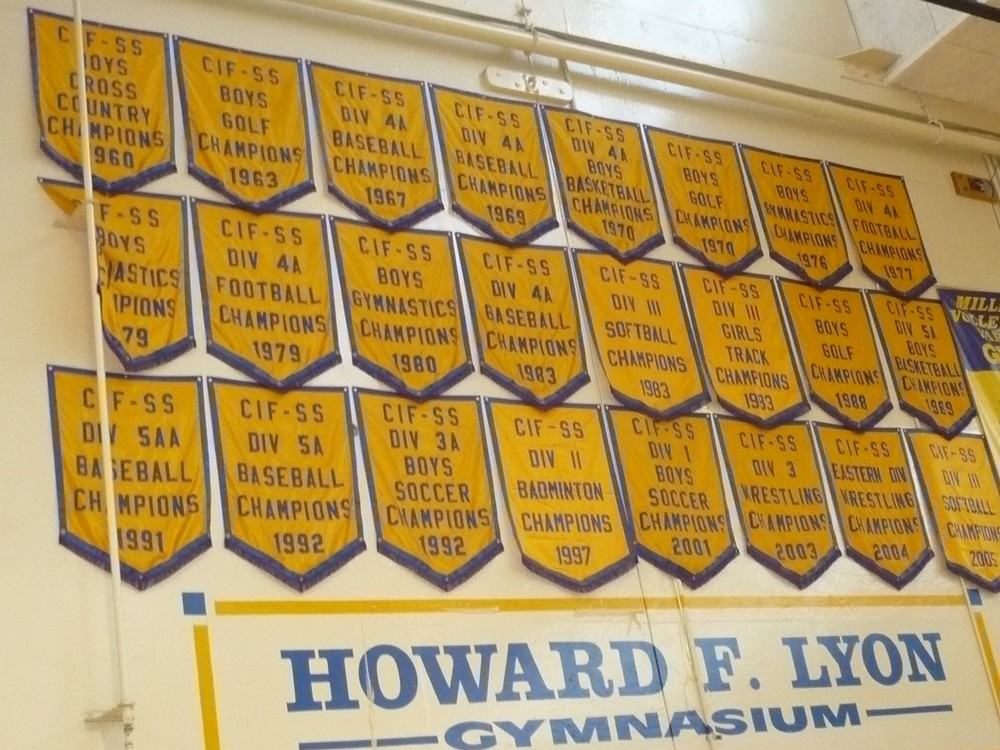 CIF-SS
BOYS
CROSS
COUNTRY
CHAMPIONS
1960
CIF-SS
BOYS
GOLF
CHAMPIONS
1963
CIF-SS
DIV 4A
BASEBALL
CHAMPIONS
1967
CIF-SS
DIV 4A
BASEBALL
CHAMPIONS
1969
CIF-SS
DIV 4A
BOYS
BASKETBALL
CHAMPIONS
1970
CIF-SS
BOYS
GOLF
CHAMPIONS
1970
CIF-SS
BOYS
GYMNASTICS
CHAMPIONS
1976
CIF-SS
DIV 4A
FOOTBALL
CHAMPIONS
1977
F-SS
BOYS
NASTICS
MPIONS
79
CIF-SS
DIV 4A
FOOTBALL
CHAMPIONS
1979
CIF-SS
BOYS
GYMNASTICS
CHAMPIONS
1980
CIF-SS
DIV 4A
BASEBALL
CHAMPIONS
1983
CIF-SS
DIV III
SOFTBALL
CHAMPIONS
1983
CIF-SS
DIV III
GIRLS
TRACK
CHAMPIONS
1983
CIF-SS
BOYS
GOLF
CHAMPIONS
1988
CIF-SS
DIV 5A
BOYS
BASKETBALL
CHAMPIONS
1989
CIF-SS
DIV 5AA
BASEBALL
CHAMPIONS
1991
CIF-SS
DIV 5A
BASEBALL
CHAMPIONS
1992
CIF-SS
DIV 3A
BOYS
SOCCER
CHAMPIONS
1992
CIF-SS
DIV II
BADMINTON
CHAMPIONS
1997
CIF-SS
DIV 1
BOYS
SOCCER
CHAMPIONS
2001
CIF-SS
DIV 3
WRESTLING
CHAMPIONS
2003
CIF-SS
EASTERN DIV
WRESTLING
CHAMPIONS
2004
CIF-SS
DIV III
SOFTBALL
CHAMPIONS
2005
MILL
HOWARD F. LYON
GYMNASIUM